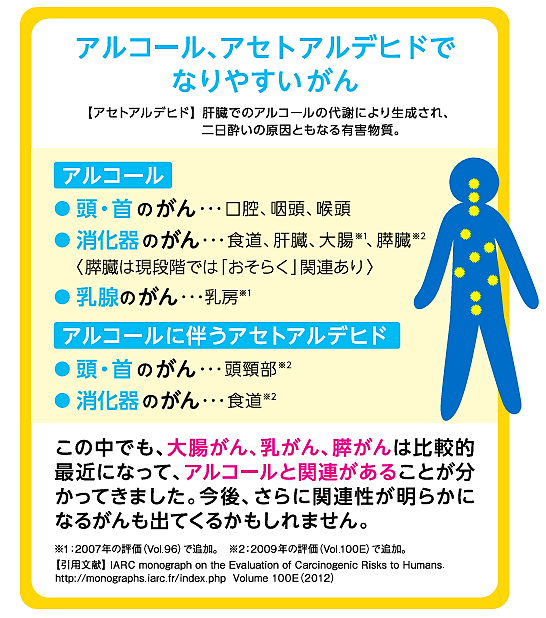 アルコール、アセトアルデヒドで
なりやすいがん
【アセトアルデヒド】肝臓でのアルコールの代謝により生成され、
二日酔いの原因ともなる有害物質。
アルコール
●頭・首のがん･･･口腔、咽頭、喉頭
●消化器のがん･･･食道、肝臓、大腸※1、膵臓※2
〈膵臓は現段階では「おそらく」関連あり〉
●乳腺のがん･･･乳房※1
アルコールに伴うアセトアルデヒド
●頭・首のがん･･･頭頸部※2
●消化器のがん･･･食道※2
この中でも、大腸がん、乳がん、膵がんは比較的
最近になって、アルコールと関連があることが分
かってきました。今後、さらに関連性が明らかに
なるがんも出てくるかもしれません。
※1：2007年の評価（Vol.96）で追加。 ※2：2009年の評価（Vol.100E）で追加。
【引用文献】IARC monograph on the Evaluation of Carcinogenic Risks to Humans.
http://monographs.iarc.fr/index.php Volume 100E（2012）